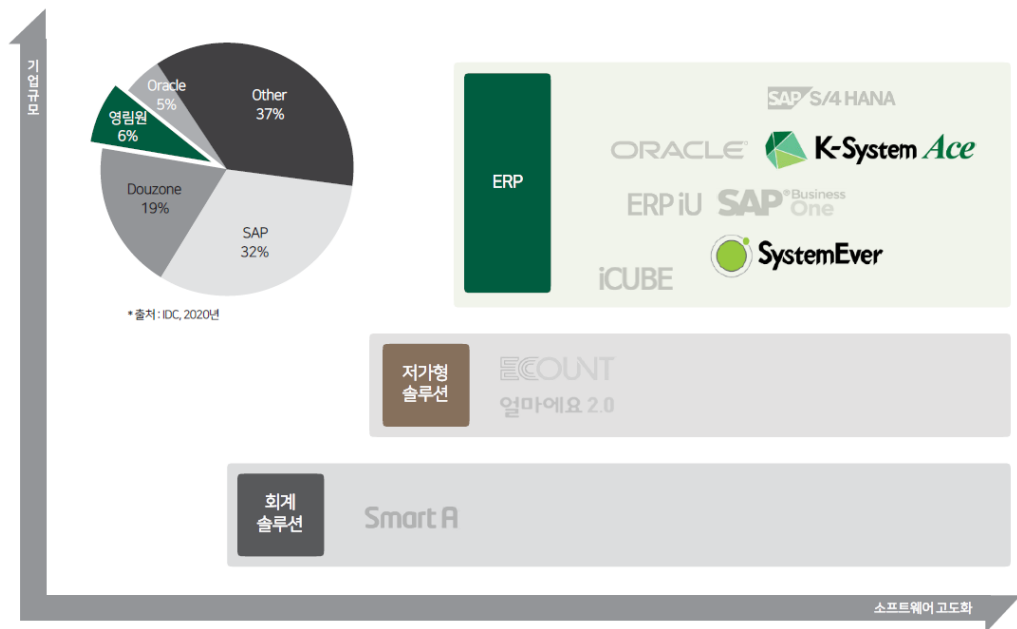 기업규모
Oracle
5%
Other
37%
영림원
6%
Douzone
19%
SAP
32%
* 출처 : IDC, 2020년
ERP
SAP S/4 HANA
ORACLE
K-System Ace
ERP iU
SAP Business One
SystemEver
iCUBE
저가형
솔루션
ECOUNT
얼마에요 2.0
회계
솔루션
Smart A
소프트웨어 고도화